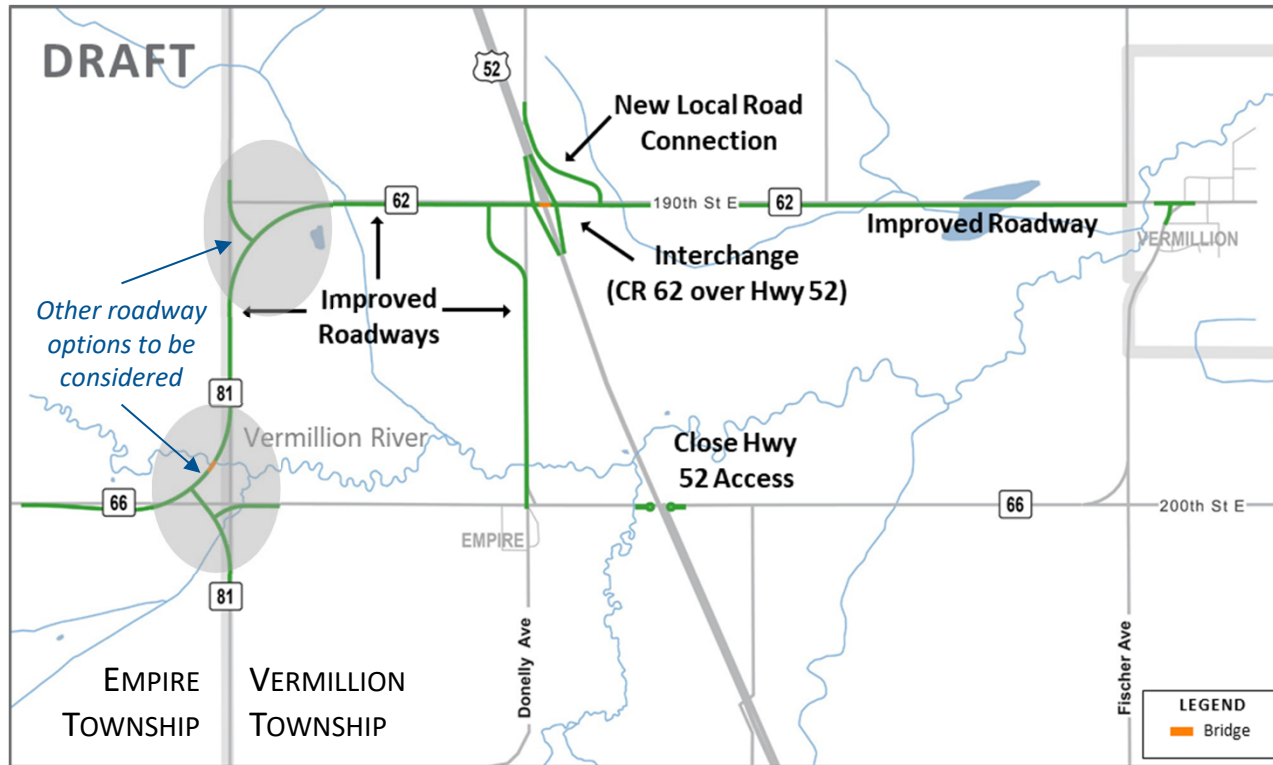 DRAFT
52
New Local Road
Connection
62
190th St E
62
Improved Roadway
VERMILLION
Interchange
(CR 62 over Hwy 52)
Improved
Roadways
Other roadway
options to be
considered
81
Vermillion River
Close Hwy
52 Access
66
EMPIRE
66
200th St E
81
Donelly Ave
Fischer Ave
EMPIRE
TOWNSHIP
VERMILLION
TOWNSHIP
LEGEND
Bridge